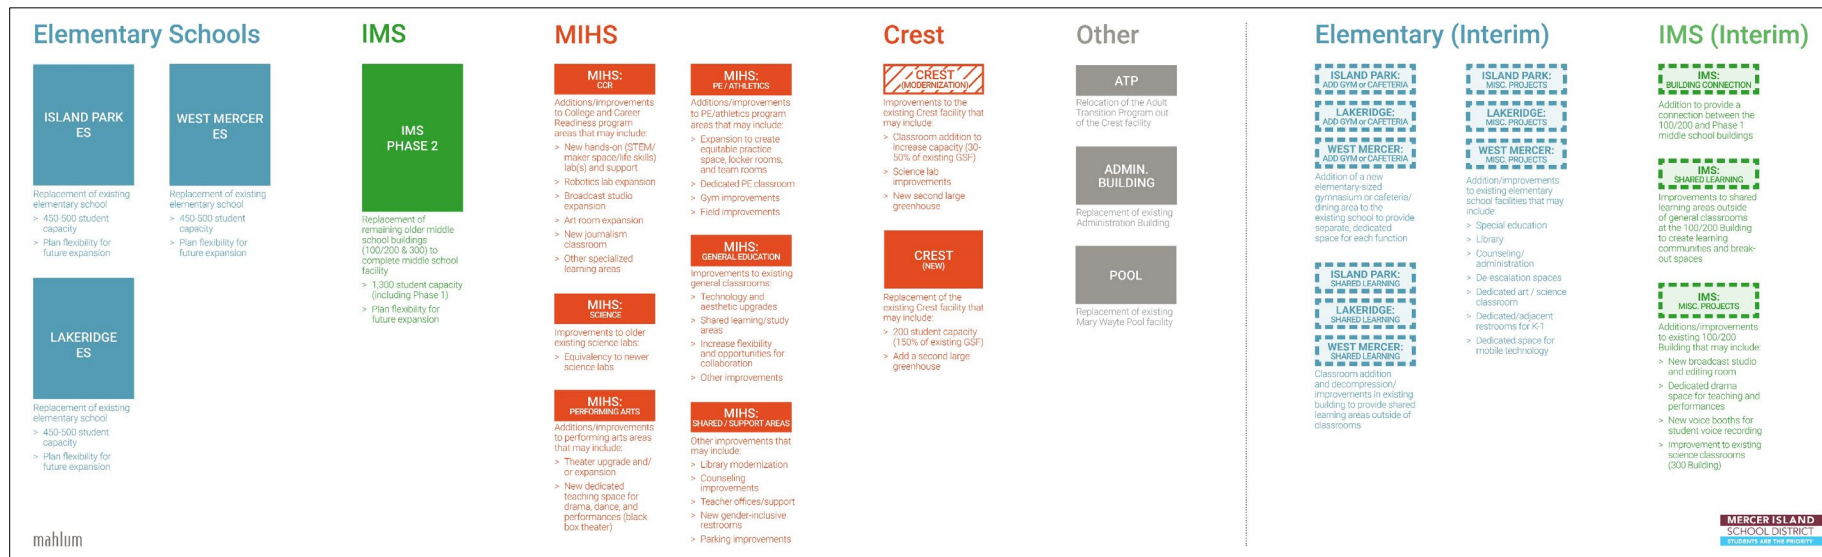 Elementary Schools
ISLAND PARK
ES
Replacement of existing
elementary school
> 450-500 student
capacity
> Plan flexibility for
future expansion
WEST MERCER
ES
Replacement of existing
elementary school
> 450-500 student
capacity
> Plan flexibility for
future expansion
LAKERIDGE
ES
Replacement of existing
elementary school
> 450-500 student
capacity
> Plan flexibility for
future expansion
IMS
IMS
PHASE 2
Replacement of
remaining older middle
school buildings
(100/200 & 300) to
complete middle school
facility
> 1,300 student capacity
(including Phase 1)
> Plan flexibility for
future expansion
MIHS
MIHS:
CCR
Additions/improvements
to College and Career
Readiness program
areas that may include:
> New hands-on (STEM/
maker space/life skills)
lab(s) and support
> Robotics lab expansion
> Broadcast studio
expansion
> Art room expansion
> New journalism
classroom
> Other specialized
learning areas
MIHS:
SCIENCE
Improvements to older
existing science labs:
> Equivalency to newer
science labs
MIHS:
PERFORMING ARTS
Additions/improvements
to performing arts areas
that may include:
> Theater upgrade and/
or expansion
> New dedicated
teaching space for
drama, dance, and
performances (black
box theater)
MIHS:
PE / ATHLETICS
Additions/improvements
to PE/athletics program
areas that may include:
> Expansion to create
equitable practice
space, locker rooms,
and team rooms
> Dedicated PE classroom
> Gym improvements
> Field improvements
MIHS:
GENERAL EDUCATION
Improvements to existing
general classrooms:
> Technology and
aesthetic upgrades
> Shared learning/study
areas
> Increase flexibility
and opportunities for
collaboration
> Other improvements
MIHS:
SHARED / SUPPORT AREAS
Other improvements that
may include:
> Library modernization
> Counseling
improvements
> Teacher offices/support
> New gender-inclusive
restrooms
> Parking improvements
Crest
CREST
(MODERNIZATION)
Improvements to the
existing Crest facility that
may include:
> Classroom addition to
increase capacity (30-
50% of existing GSF)
> Science lab
improvements
> New second large
greenhouse
CREST
(NEW)
Replacement of the
existing Crest facility that
may include:
> 200 student capacity
(150% of existing GSF)
> Add a second large
greenhouse
Other
ATP
Relocation of the Adult
Transition Program out
of the Crest facility
ADMIN.
BUILDING
Replacement of existing
Administration Building
POOL
Replacement of existing
Mary Wayte Pool facility
Elementary (Interim)
ISLAND PARK:
ADD GYM or CAFETERIA
LAKERIDGE:
ADD GYM or CAFETERIA
WEST MERCER:
ADD GYM or CAFETERIA
Addition of a new
elementary-sized
gymnasium or cafeteria/
dining area to the
existing school to provide
separate, dedicated
space for each function
ISLAND PARK:
SHARED LEARNING
LAKERIDGE:
SHARED LEARNING
WEST MERCER:
SHARED LEARNING
Classroom addition
and decompression/
improvements in existing
building to provide shared
learning areas outside of
classrooms
ISLAND PARK:
MISC. PROJECTS
LAKERIDGE:
MISC. PROJECTS
WEST MERCER:
MISC. PROJECTS
Addition/improvements
to existing elementary
school facilities that may
include:
> Special education
> Library
> Counseling/
administration
> De-escalation spaces
> Dedicated art / science
classroom
> Dedicated/adjacent
restrooms for K-1
> Dedicated space for
mobile technology
IMS (Interim)
IMS:
BUILDING CONNECTION
Addition to provide a
connection between the
100/200 and Phase 1
middle school buildings
IMS:
SHARED LEARNING
Improvements to shared
learning areas outside
of general classrooms
at the 100/200 Building
to create learning
communities and break-
out spaces
IMS:
MISC. PROJECTS
Additions/improvements
to existing 100/200
Building that may include:
> New broadcast studio
and editing room
> Dedicated drama
space for teaching and
performances
> New voice booths for
student voice recording
> Improvement to existing
science classrooms
(300 Building)
mahlum
MERCER ISLAND
SCHOOL DISTRICT
STUDENTS ARE THE PRIORITY